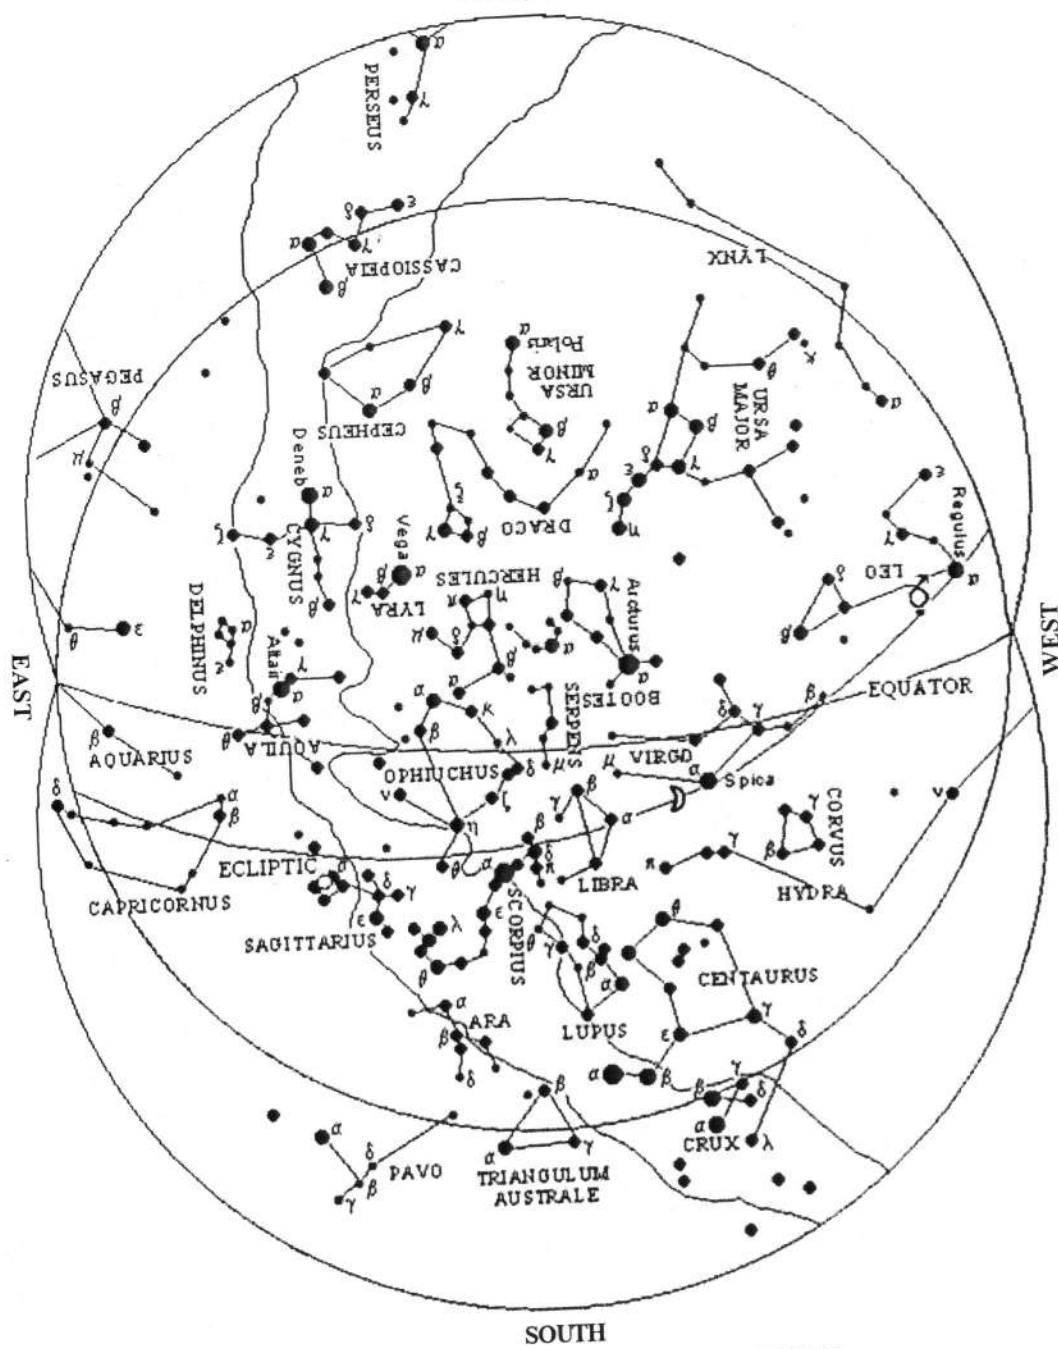 α
PERSEUS
γ
ε
δ
α
γ
CASSIOPEIA
β
LYNX
γ
α
Polaris
URSA
MINOR
κ
θ
PEGASUS
β
α
β
CEPHEUS
α
β
URSA
MAJOR
α
μ
β
γ
δ
γ
ε
ζ
η
Deneb
α
ξ
α
DRACO
ε
Regulus
γ
α
ζ
ε
CYGNUS
γ
δ
β
γ
β
Vega
α
γ
β
LYRA
HERCULES
π
η
β
γ
Arcturus
α
BOOTES
δ
LEO
β
θ
ε
DELPHINUS
α
ε
μ
δ
α
β
α
WEST
EAST
Altair
γ
α
β
θ
AQUILA
α
β
κ
λ
SERPENS
μ
δ
γ
β
EQUATOR
β
AQUARIUS
OPHIUCHUS
δ
ν
ζ
η
θ
μ
VIRGO
α
Spica
δ
α
β
CAPRICORNUS
β
γ
α
LIBRA
γ
β
CORVUS
ν
π
γ
HYDRA
ECLIPTIC
σ
δ
γ
ε
SAGITTARIUS
β
δ
π
α
SCORPIUS
ε
λ
θ
θ
γ
δ
β
α
LUPUS
θ
CENTAURUS
ε
γ
δ
α
β
α
ARA
β
δ
β
α
γ
TRIANGULUM
AUSTRALE
γ
β
δ
α
CRUX
λ
α
δ
PAVO
β
γ
SOUTH